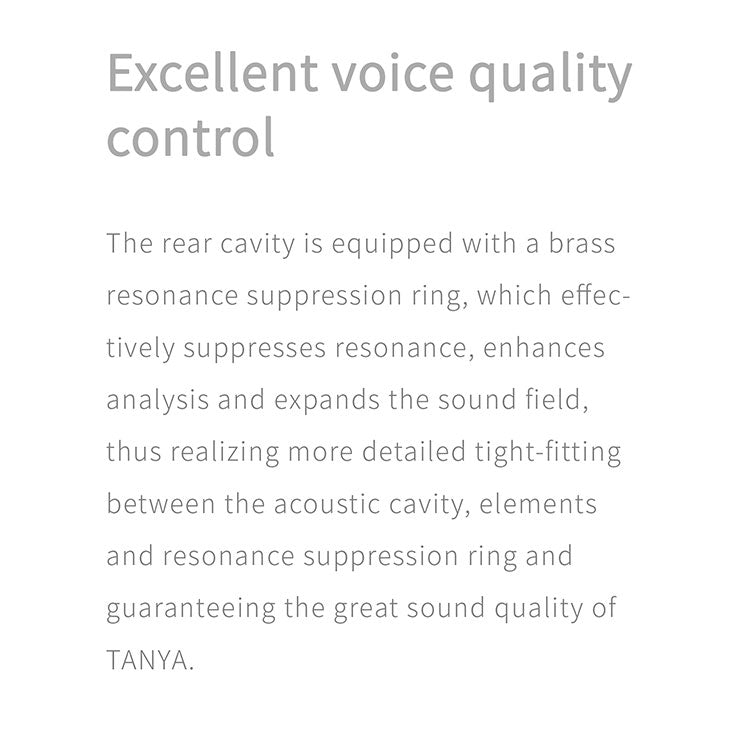 Excellent voice quality
control
The rear cavity is equipped with a brass
resonance suppression ring, which effec-
tively suppresses resonance, enhances
analysis and expands the sound field,
thus realizing more detailed tight-fitting
between the acoustic cavity, elements
and resonance suppression ring and
guaranteeing the great sound quality of
TANYA.